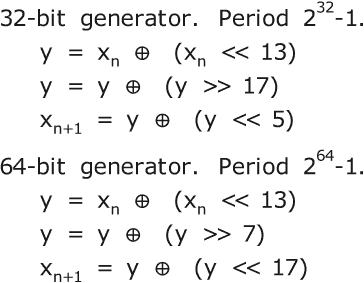 32-bit generator. Period 2³²-1.
y = xₙ ⊕ (xₙ << 13)
y = y ⊕ (y >> 17)
xₙ₊₁ = y ⊕ (y << 5)
64-bit generator. Period 2⁶⁴-1.
y = xₙ ⊕ (xₙ << 13)
y = y ⊕ (y >> 7)
xₙ₊₁ = y ⊕ (y << 17)